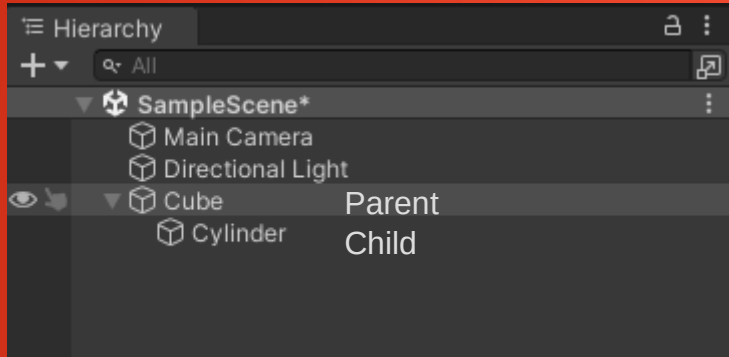 Hierarchy
All
SampleScene*
Main Camera
Directional Light
Cube Parent
Cylinder Child